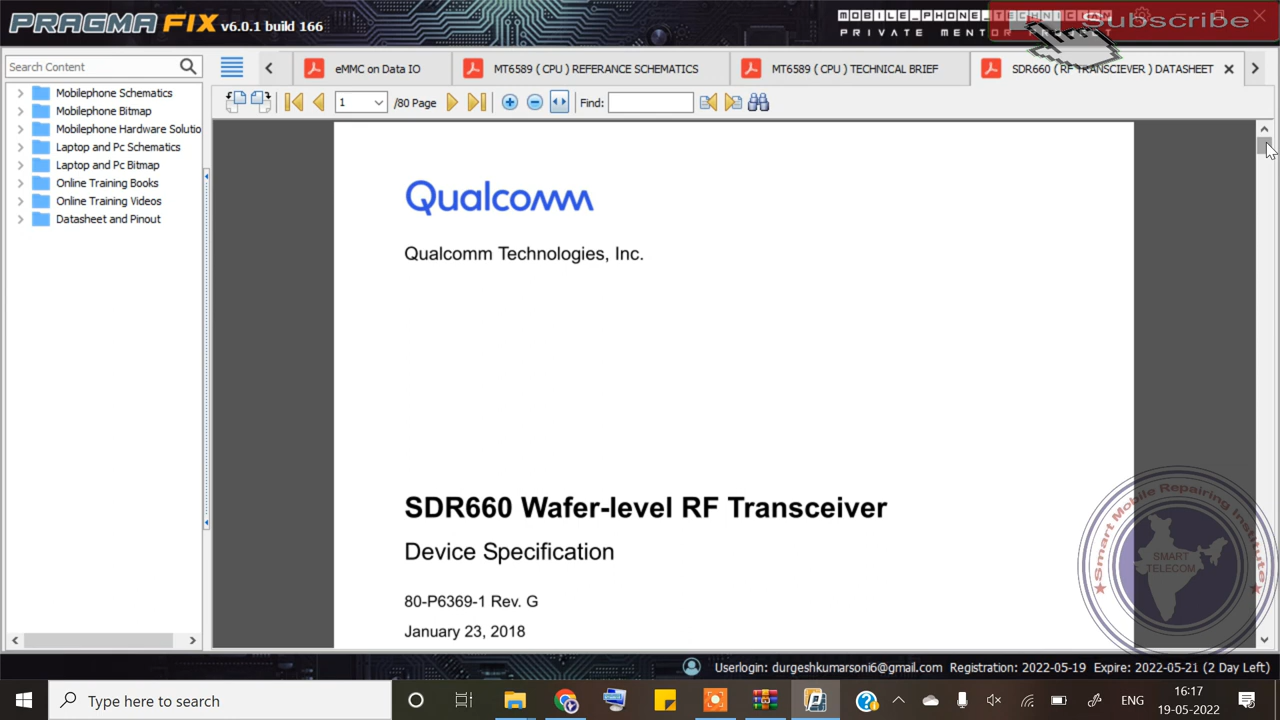 PRAGMA FIX v6.0.1 build 166
MOBILE_PHONE_TECHNICIAN
PRIVATE MENTOR PROJECT
Subscribe
Search Content
eMMC on Data IO
MT6589 ( CPU ) REFERANCE SCHEMATICS
MT6589 ( CPU ) TECHNICAL BRIEF
SDR660 ( RF TRANSCIEVER ) DATASHEET
1
/80 Page
Find:
Mobilephone Schematics
Mobilephone Bitmap
Mobilephone Hardware Solutio
Laptop and Pc Schematics
Laptop and Pc Bitmap
Online Training Books
Online Training Videos
Datasheet and Pinout
Qualcomm
Qualcomm Technologies, Inc.
SDR660 Wafer-level RF Transceiver
Device Specification
80-P6369-1 Rev. G
January 23, 2018
Smart Mobile Repairing Institute
SMART
TELECOM
Userlogin: durgeshkumarsoni6@gmail.com Registration: 2022-05-19 Expire: 2022-05-21 (2 Day Left)
Type here to search
ENG
16:17
19-05-2022